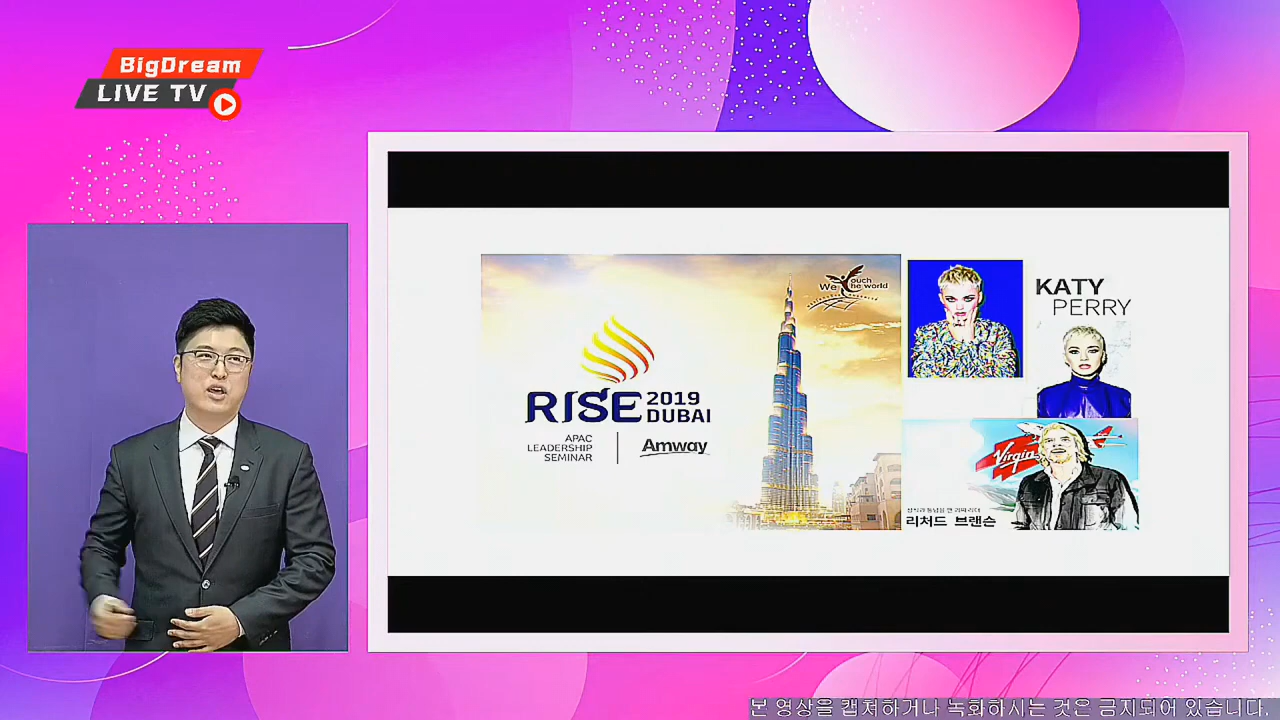 BigDream
LIVE TV
We Touch
The world
RISE 2019
DUBAI
APAC
LEADERSHIP
SEMINAR
Amway
KATY
PERRY
Virgin
리처드 브랜슨
본 영상을 캡쳐하거나 녹화하시는 것은 금지되어 있습니다.